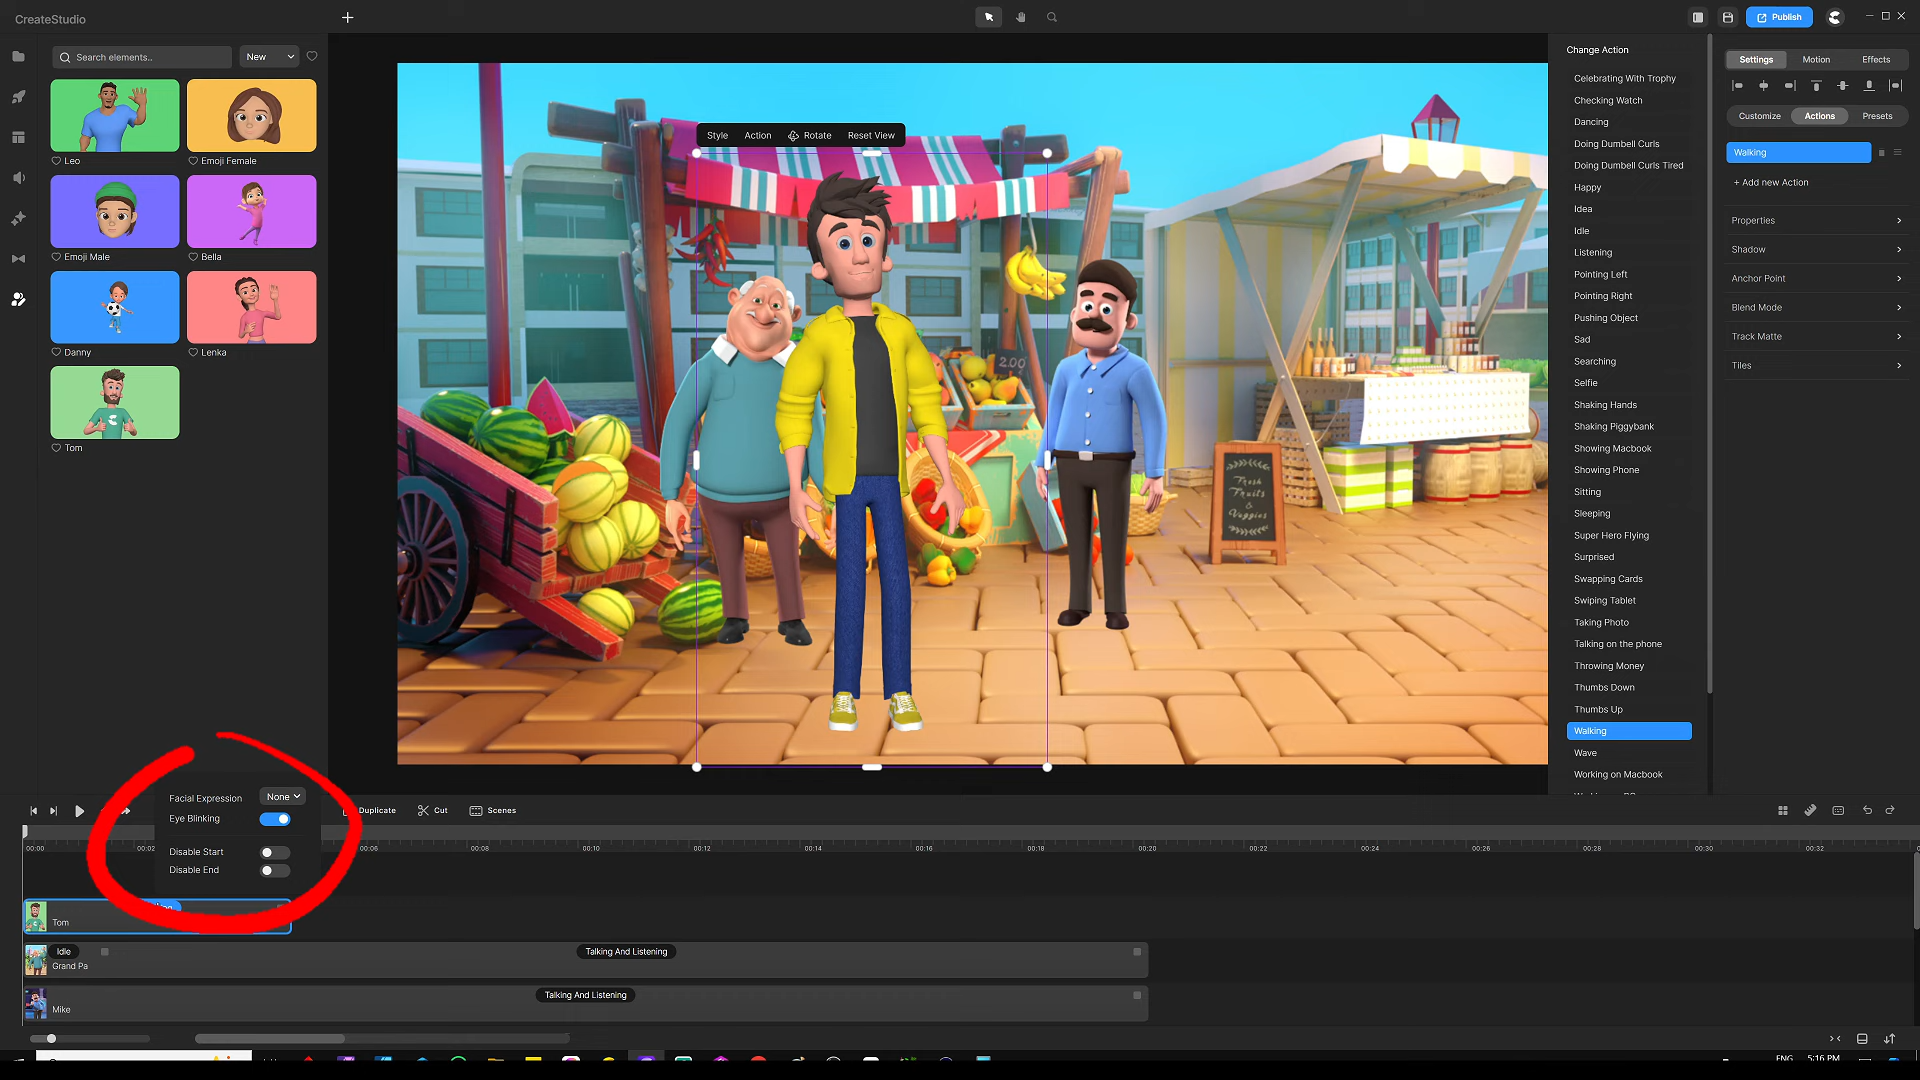 CreateStudio
Publish
Search elements..
New
Leo
Emoji Female
Emoji Male
Bella
Danny
Lenka
Tom
Style Action Rotate Reset View
2.00
Fresh
Fruits
&
Veggies
Change Action
Celebrating With Trophy
Checking Watch
Dancing
Doing Dumbell Curls
Doing Dumbell Curls Tired
Happy
Idea
Idle
Listening
Pointing Left
Pointing Right
Pushing Object
Sad
Searching
Selfie
Shaking Hands
Shaking Piggybank
Showing Macbook
Showing Phone
Sitting
Sleeping
Super Hero Flying
Surprised
Swapping Cards
Swiping Tablet
Taking Photo
Talking on the phone
Throwing Money
Thumbs Down
Thumbs Up
Walking
Wave
Working on Macbook
Settings Motion Effects
Customize Actions Presets
Walking
+ Add new Action
Properties
Shadow
Anchor Point
Blend Mode
Track Matte
Tiles
Facial Expression None
Eye Blinking
Disable Start
Disable End
Duplicate Cut Scenes
00:00 00:02 00:06 00:08 00:10 00:12 00:14 00:16 00:18 00:20 00:22 00:24 00:26 00:28 00:30 00:32
Tom
Idle
Talking And Listening
Grand Pa
Talking And Listening
Mike
ENG 5:16 PM